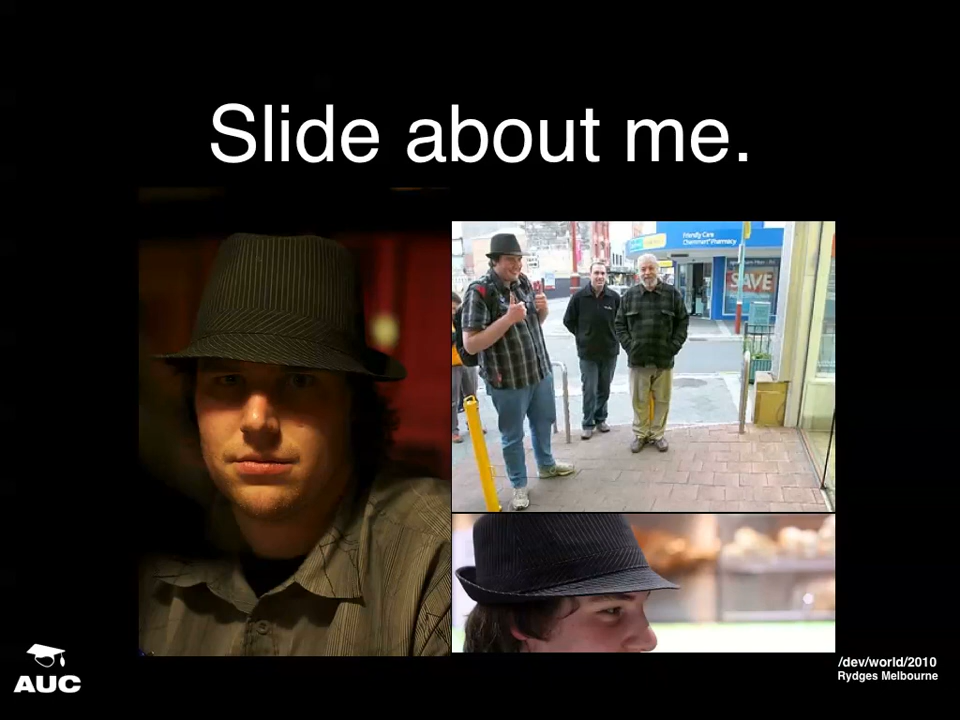 Slide about me.
Friendly Care
Chemmart Pharmacy
SAVE
AUC
/dev/world/2010
Rydges Melbourne